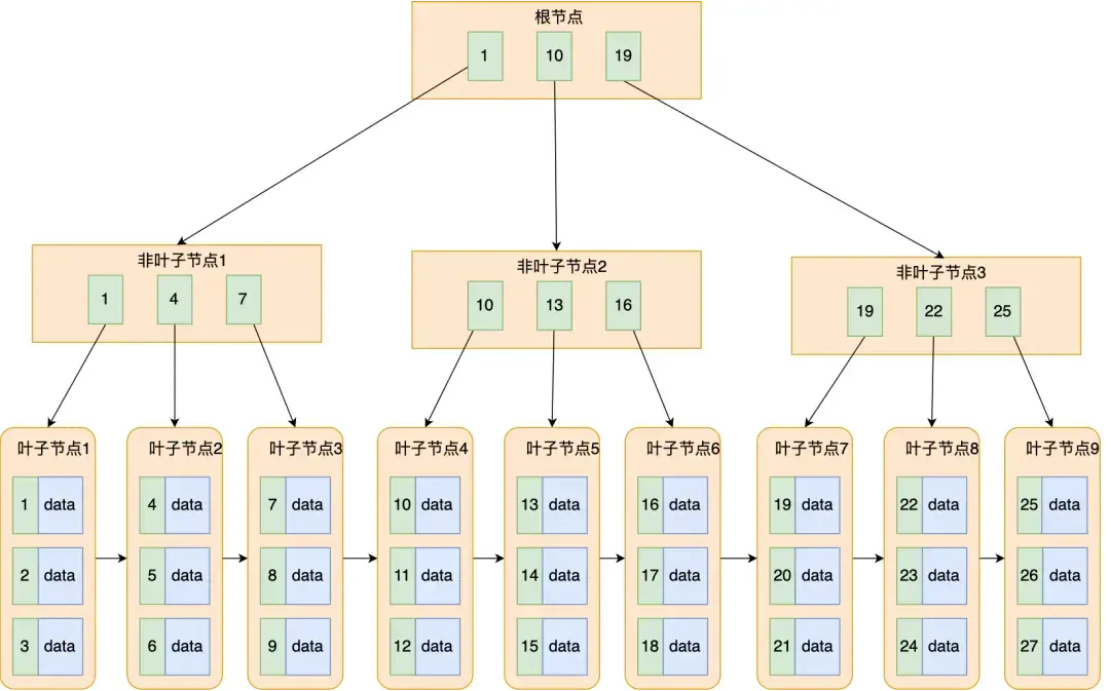 根节点
1 10 19
非叶子节点1
1 4 7
非叶子节点2
10 13 16
非叶子节点3
19 22 25
叶子节点1
1 data
2 data
3 data
叶子节点2
4 data
5 data
6 data
叶子节点3
7 data
8 data
9 data
叶子节点4
10 data
11 data
12 data
叶子节点5
13 data
14 data
15 data
叶子节点6
16 data
17 data
18 data
叶子节点7
19 data
20 data
21 data
叶子节点8
22 data
23 data
24 data
叶子节点9
25 data
26 data
27 data